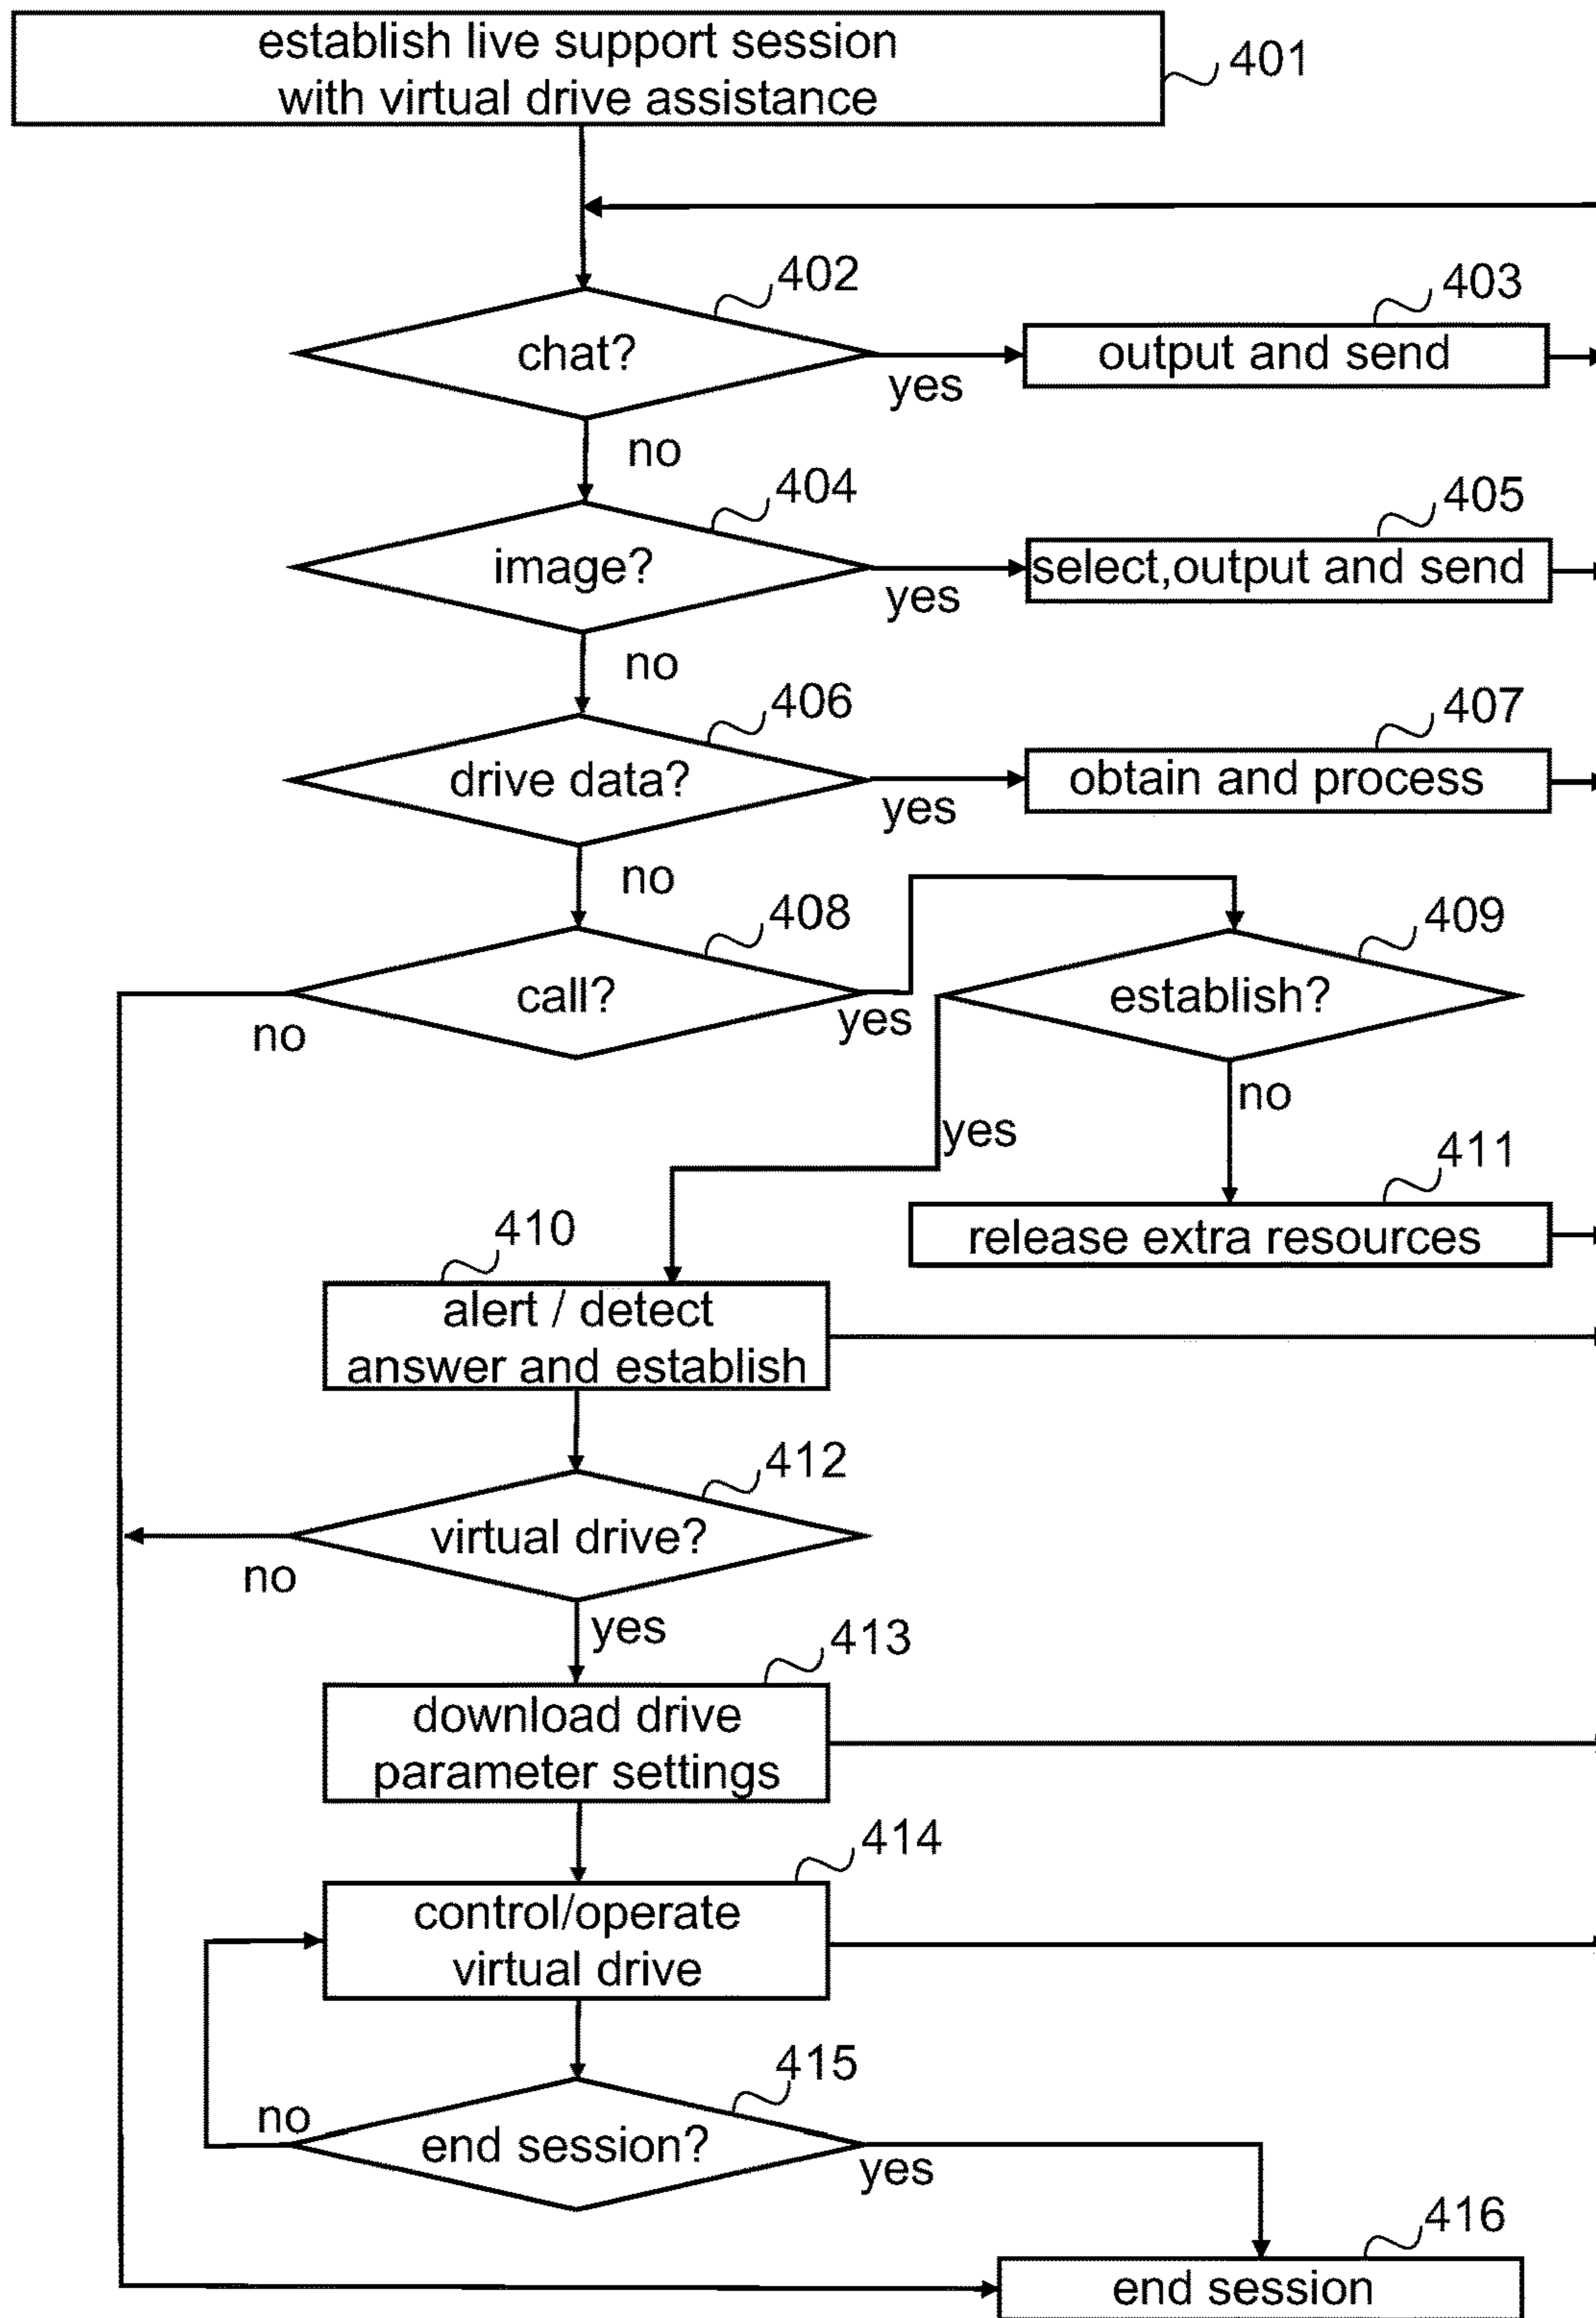 establish live support session
with virtual drive assistance
401
402
chat?
yes
403
output and send
no
404
image?
yes
405
select,output and send
no
406
drive data?
yes
407
obtain and process
no
408
call?
yes
no
409
establish?
no
yes
411
release extra resources
410
alert / detect
answer and establish
412
virtual drive?
no
yes
413
download drive
parameter settings
414
control/operate
virtual drive
415
no
end session?
yes
416
end session